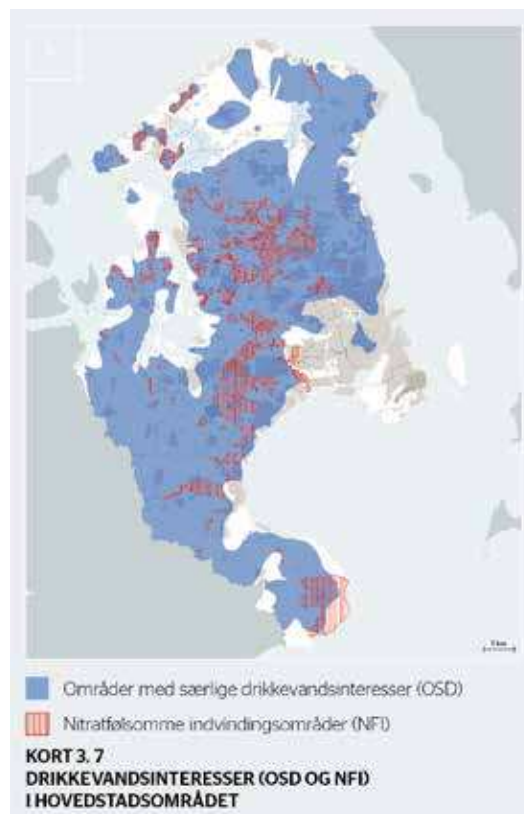 Områder med særlige drikkevandsinteresser (OSD)
Nitratfølsomme indvindingsområder (NFI)
KORT 3. 7
DRIKKEVANDSINTERESSER (OSD OG NFI)
I HOVEDSTADSOMRÅDET